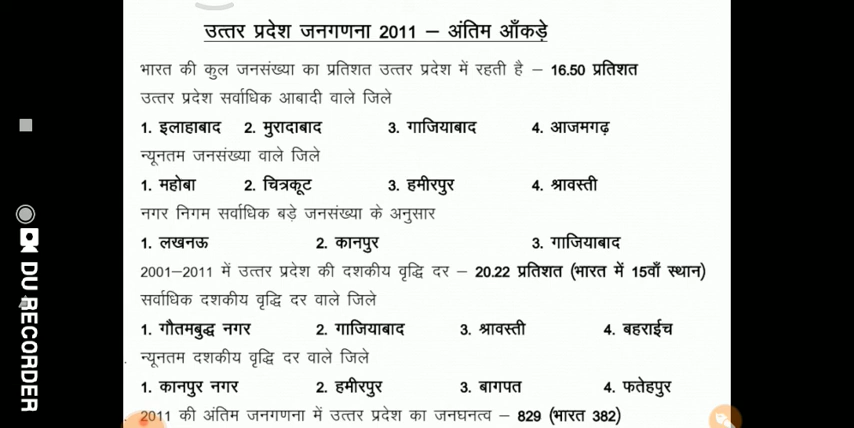 उत्तर प्रदेश जनगणना 2011 – अंतिम आँकड़े
भारत की कुल जनसंख्या का प्रतिशत उत्तर प्रदेश में रहती है – 16.50 प्रतिशत
उत्तर प्रदेश सर्वाधिक आबादी वाले जिले
1. इलाहाबाद 2. मुरादाबाद 3. गाजियाबाद 4. आजमगढ़
न्यूनतम जनसंख्या वाले जिले
1. महोबा 2. चित्रकूट 3. हमीरपुर 4. श्रावस्ती
नगर निगम सर्वाधिक बड़े जनसंख्या के अनुसार
1. लखनऊ 2. कानपुर 3. गाजियाबाद
2001–2011 में उत्तर प्रदेश की दशकीय वृद्धि दर – 20.22 प्रतिशत (भारत में 15वाँ स्थान)
सर्वाधिक दशकीय वृद्धि दर वाले जिले
1. गौतमबुद्ध नगर 2. गाजियाबाद 3. श्रावस्ती 4. बहराईच
न्यूनतम दशकीय वृद्धि दर वाले जिले
1. कानपुर नगर 2. हमीरपुर 3. बागपत 4. फतेहपुर
2011 की अंतिम जनगणना में उत्तर प्रदेश का जनघनत्व – 829 (भारत 382)
DU RECORDER